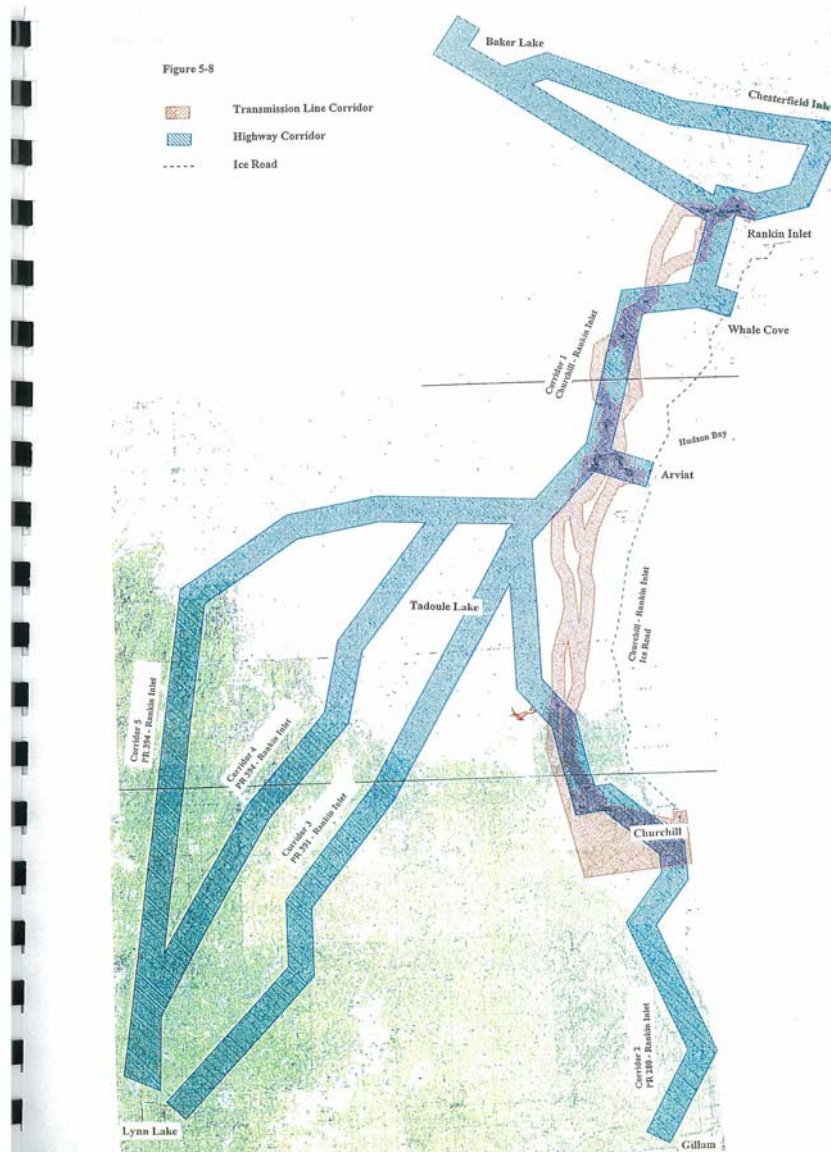 Baker Lake
Figure 5-8
Chesterfield Inle
Transmission Line Corridor
Highway Corridor
Ice Road
Rankin Inlet
Whale Cove
Corridor 1
Churchill - Rankin Inlet
Hudson Bay
Arviat
Tadoule Lake
Churchill - Rankin Inlet
Ice Road
Corridor 5
PR 394 - Rankin Inlet
Corridor 4
PR 394 - Rankin Inlet
Corridor 3
PR 391 - Rankin Inlet
Churchill
Corridor 2
PR 280 - Rankin Inlet
Lynn Lake
Gillam